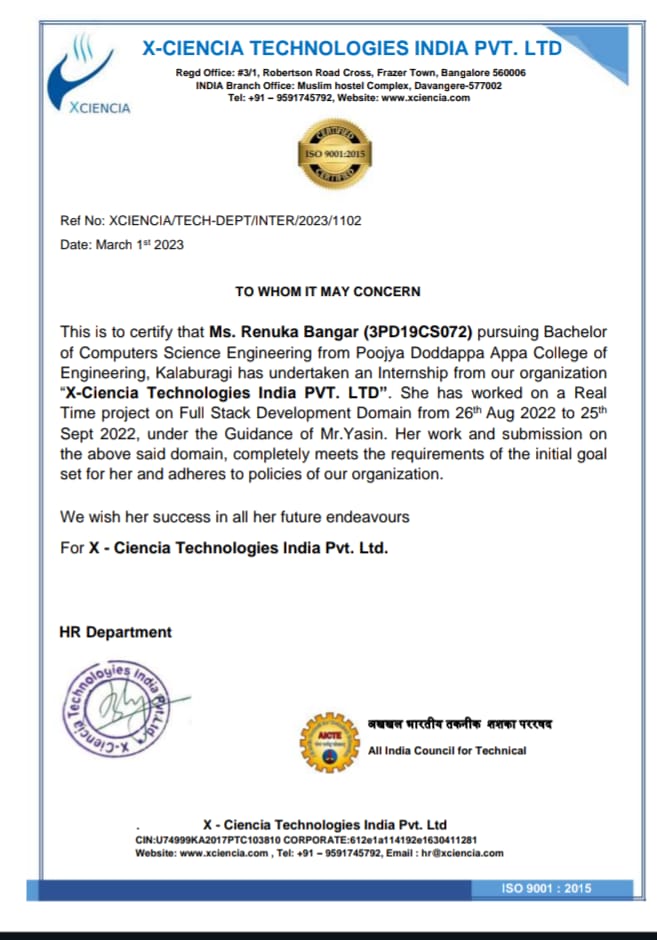 X-CIENCIA TECHNOLOGIES INDIA PVT. LTD
Regd Office: #3/1, Robertson Road Cross, Frazer Town, Bangalore 560006
INDIA Branch Office: Muslim hostel Complex, Davangere-577002
Tel: +91 – 9591745792, Website: www.xciencia.com
XCIENCIA
CERTIFIED
ISO 9001:2015
CERTIFIED
Ref No: XCIENCIA/TECH-DEPT/INTER/2023/1102
Date: March 1st 2023
TO WHOM IT MAY CONCERN
This is to certify that Ms. Renuka Bangar (3PD19CS072) pursuing Bachelor
of Computers Science Engineering from Poojya Doddappa Appa College of
Engineering, Kalaburagi has undertaken an Internship from our organization
“X-Ciencia Technologies India PVT. LTD”. She has worked on a Real
Time project on Full Stack Development Domain from 26th Aug 2022 to 25th
Sept 2022, under the Guidance of Mr.Yasin. Her work and submission on
the above said domain, completely meets the requirements of the initial goal
set for her and adheres to policies of our organization.
We wish her success in all her future endeavours
For X - Ciencia Technologies India Pvt. Ltd.
HR Department
X-Ciencia Technologies India Pvt.Ltd.
AICTE
अखखल भारतीय तकनीक शशका पररषद
All India Council for Technical
. X - Ciencia Technologies India Pvt. Ltd
CIN:U74999KA2017PTC103810 CORPORATE:612e1a114192e1630411281
Website: www.xciencia.com , Tel: +91 – 9591745792, Email : hr@xciencia.com
ISO 9001 : 2015